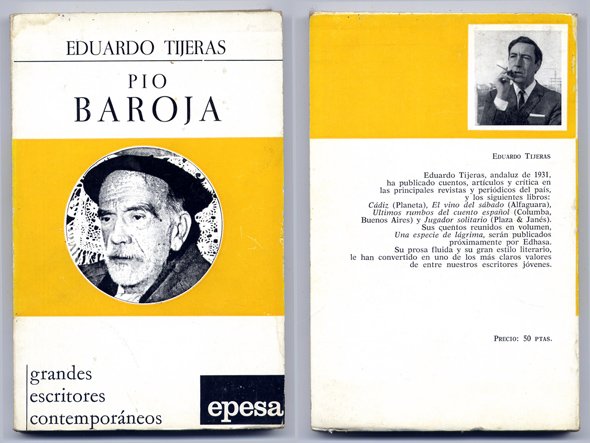 EDUARDO TIJERAS
PIO
BAROJA
grandes
escritores
contemporáneos
epesa
EDUARDO TIJERAS
Eduardo Tijeras, andaluz de 1931,
ha publicado cuentos, artículos y crítica en
las principales revistas y periódicos del país,
y los siguientes libros:
Cádiz (Planeta), El vino del sábado (Alfaguara),
Ultimos rumbos del cuento español (Columba,
Buenos Aires) y Jugador solitario (Plaza & Janés).
Sus cuentos reunidos en volumen,
Una especie de lágrima, serán publicados
próximamente por Edhasa.
Su prosa fluida y su gran estilo literario,
le han convertido en uno de los más claros valores
de entre nuestros escritores jóvenes.
PRECIO: 50 PTAS.